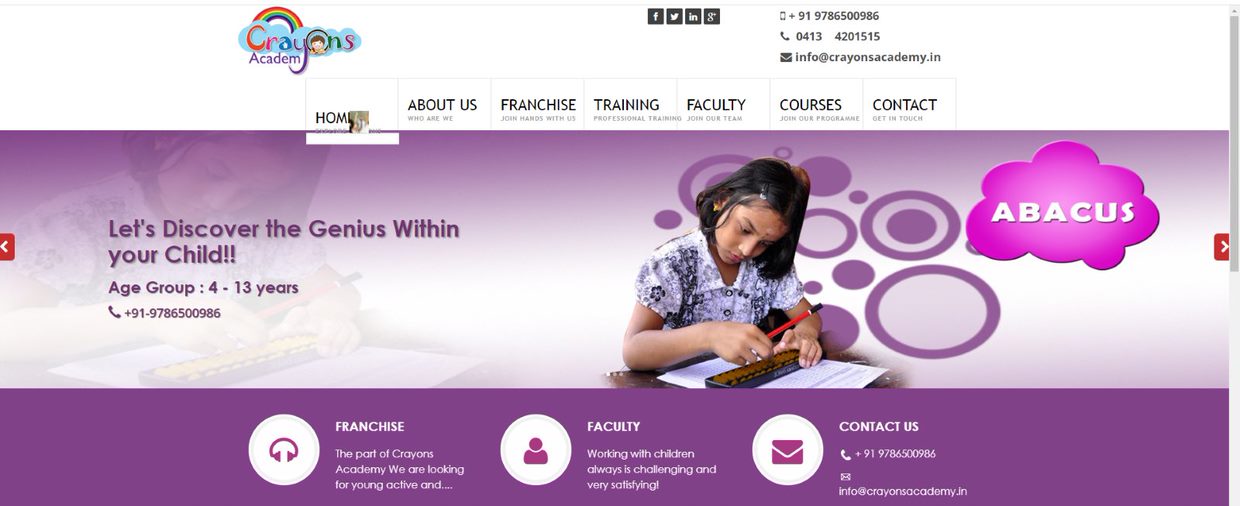 Crayons
Academy
+ 91 9786500986
0413 4201515
info@crayonsacademy.in
ABOUT US
WHO ARE WE
FRANCHISE
JOIN HANDS WITH US
TRAINING
PROFESSIONAL TRAINING
FACULTY
JOIN OUR TEAM
COURSES
JOIN OUR PROGRAMME
CONTACT
GET IN TOUCH
Let's Discover the Genius Within
your Child!!
Age Group : 4 - 13 years
+91-9786500986
ABACUS
FRANCHISE
The part of Crayons
Academy We are looking
for young active and....
FACULTY
Working with children
always is challenging and
very satisfying!
CONTACT US
+ 91 9786500986
info@crayonsacademy.in